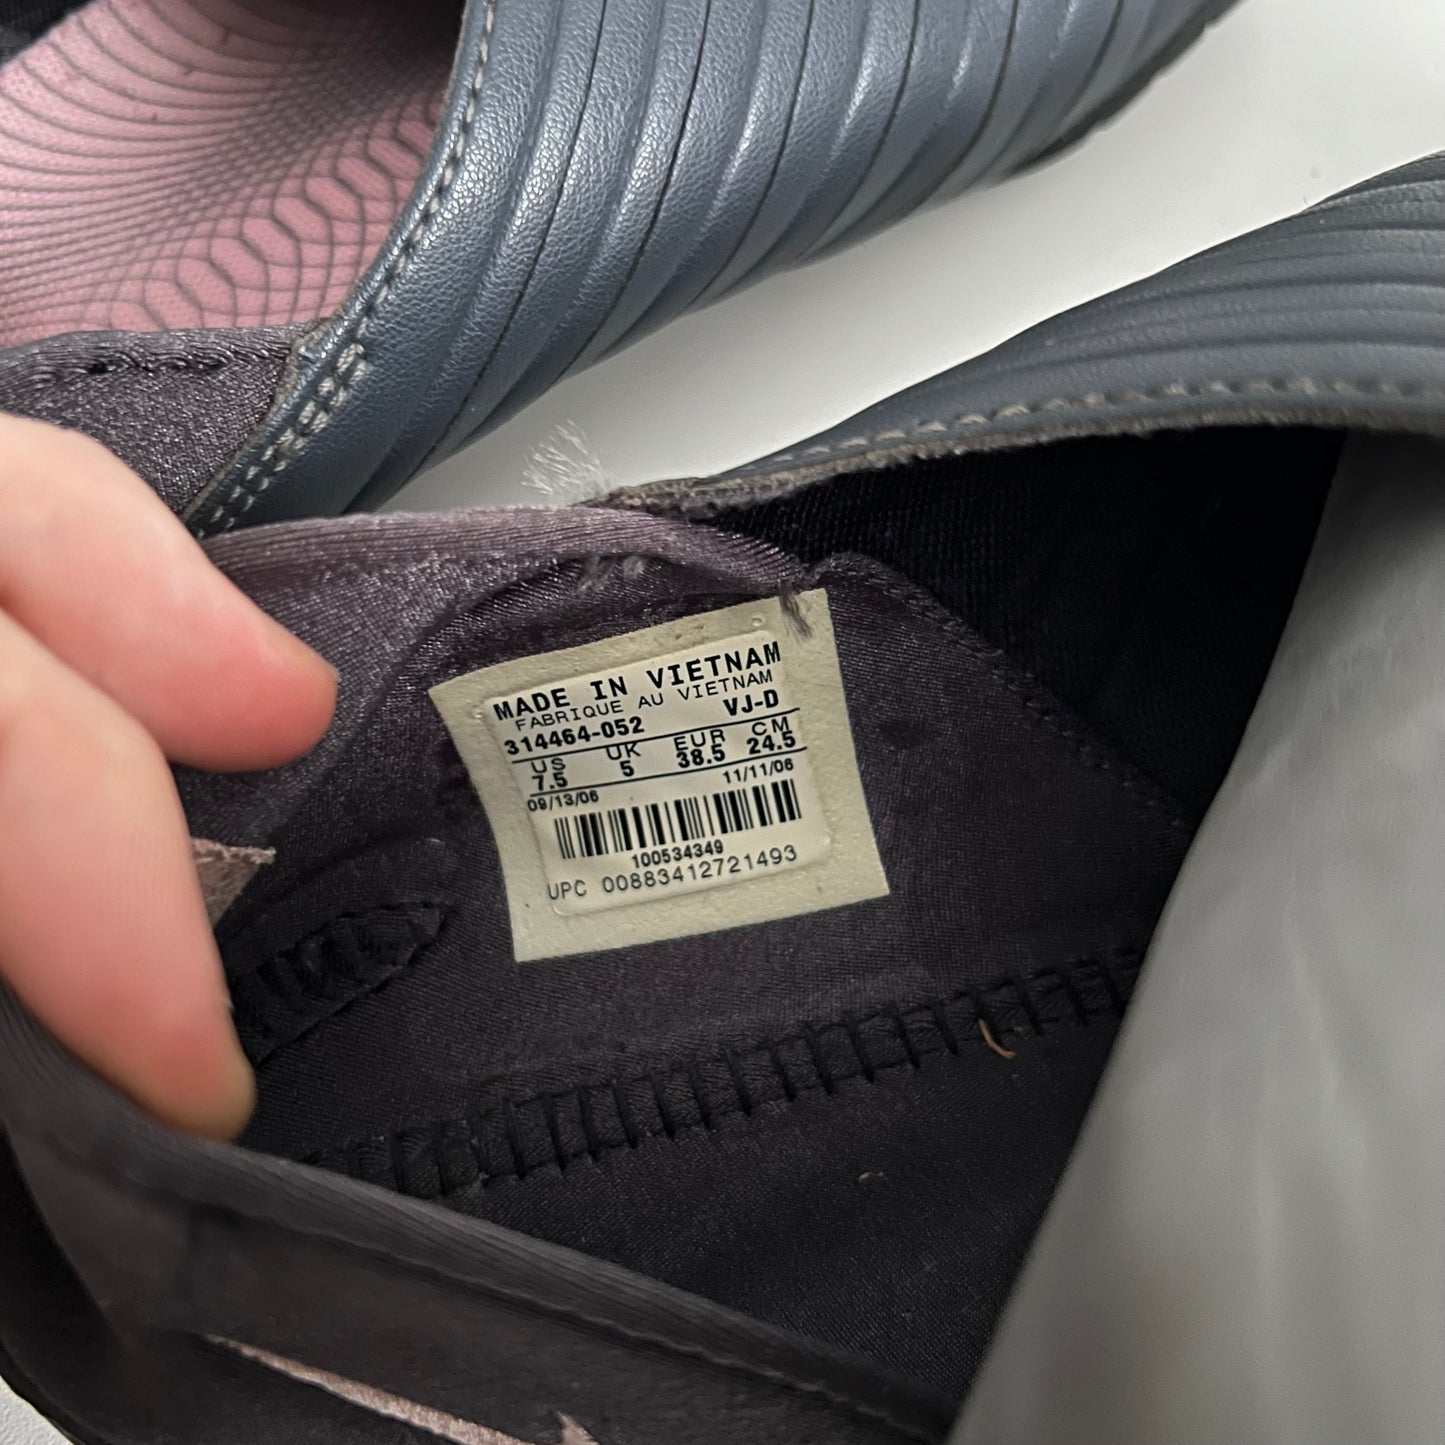 MADE IN VIETNAM
FABRIQUE AU VIETNAM
314464-052 VJ-D
US UK EUR CM
7.5 5 38.5 24.5
09/13/06 11/11/06
100534349
UPC 00883412721493